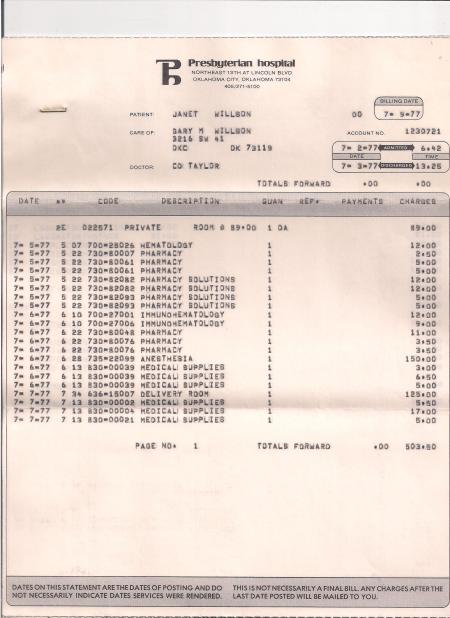 Presbyterian hospital
NORTHEAST 13TH AT LINCOLN BLVD.
OKLAHOMA CITY, OKLAHOMA 73104
405/271-5100
BILLING DATE
PATIENT: JANET WILLSON 00 7- 9-77
CARE OF: GARY M WILLSON ACCOUNT NO. 1230721
3216 SW 41
OKC OK 73119 7- 2-77 ADMITTED 6.42
DATE TIME
DOCTOR: CO TAYLOR 7- 3-77 DISCHARGED 13.25
TOTALS FORWARD .00 .00
DATE ** CODE DESCRIPTION QUAN REF. PAYMENTS CHARGES
2E 022571 PRIVATE ROOM @ 89.00 1 DA 89.00
7- 5-77 5 07 700-25026 HEMATOLOGY 1 12.00
7- 5-77 5 22 730-80007 PHARMACY 1 2.50
7- 5-77 5 22 730-80061 PHARMACY 1 5.00
7- 5-77 5 22 730-80061 PHARMACY 1 5.00
7- 5-77 5 22 730-82082 PHARMACY SOLUTIONS 1 12.00
7- 5-77 5 22 730-82082 PHARMACY SOLUTIONS 1 12.00
7- 5-77 5 22 730-82093 PHARMACY SOLUTIONS 1 5.00
7- 5-77 5 22 730-82093 PHARMACY SOLUTIONS 1 5.00
7- 6-77 6 10 700-27001 IMMUNOHEMATOLOGY 1 12.00
7- 6-77 6 10 700-27006 IMMUNOHEMATOLOGY 1 9.00
7- 6-77 6 22 730-80048 PHARMACY 1 11.00
7- 6-77 6 22 730-80076 PHARMACY 1 3.50
7- 6-77 6 22 730-80076 PHARMACY 1 3.50
7- 6-77 6 28 735-22099 ANESTHESIA 1 150.00
7- 6-77 6 13 830-00039 MEDICAL SUPPLIES 1 3.00
7- 6-77 6 13 830-00039 MEDICAL SUPPLIES 1 6.50
7- 6-77 6 13 830-00039 MEDICAL SUPPLIES 1 5.00
7- 7-77 7 34 636-15007 DELIVERY ROOM 1 125.00
7- 7-77 7 13 830-00002 MEDICAL SUPPLIES 1 5.50
7- 7-77 7 13 830-00004 MEDICAL SUPPLIES 1 17.00
7- 7-77 7 13 830-00021 MEDICAL SUPPLIES 1 5.00
PAGE NO. 1 TOTALS FORWARD .00 503.50
DATES ON THIS STATEMENT ARE THE DATES OF POSTING AND DO NOT NECESSARILY INDICATE DATES SERVICES WERE RENDERED.
THIS IS NOT NECESSARILY A FINAL BILL. ANY CHARGES AFTER THE LAST DATE POSTED WILL BE MAILED TO YOU.